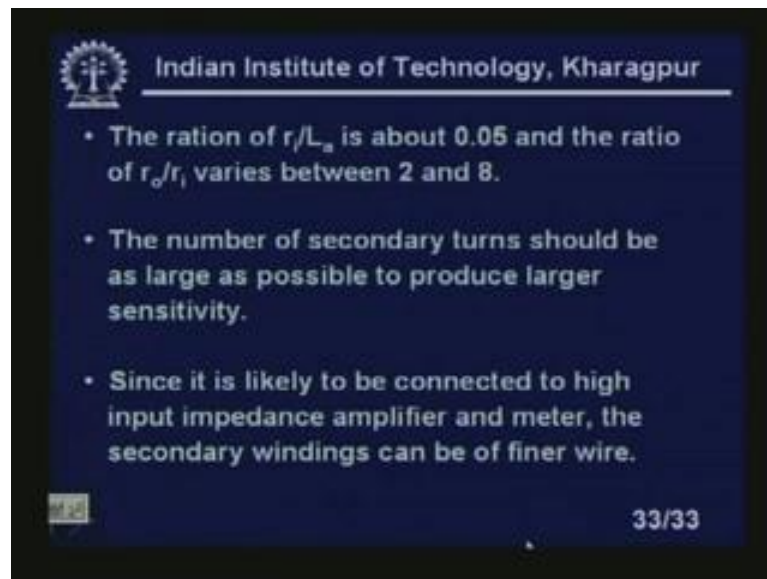 Indian Institute of Technology, Kharagpur
• The ration of rᵢ/Lₐ is about 0.05 and the ratio
of rₒ/rᵢ varies between 2 and 8.
• The number of secondary turns should be
as large as possible to produce larger
sensitivity.
• Since it is likely to be connected to high
input impedance amplifier and meter, the
secondary windings can be of finer wire.
33/33